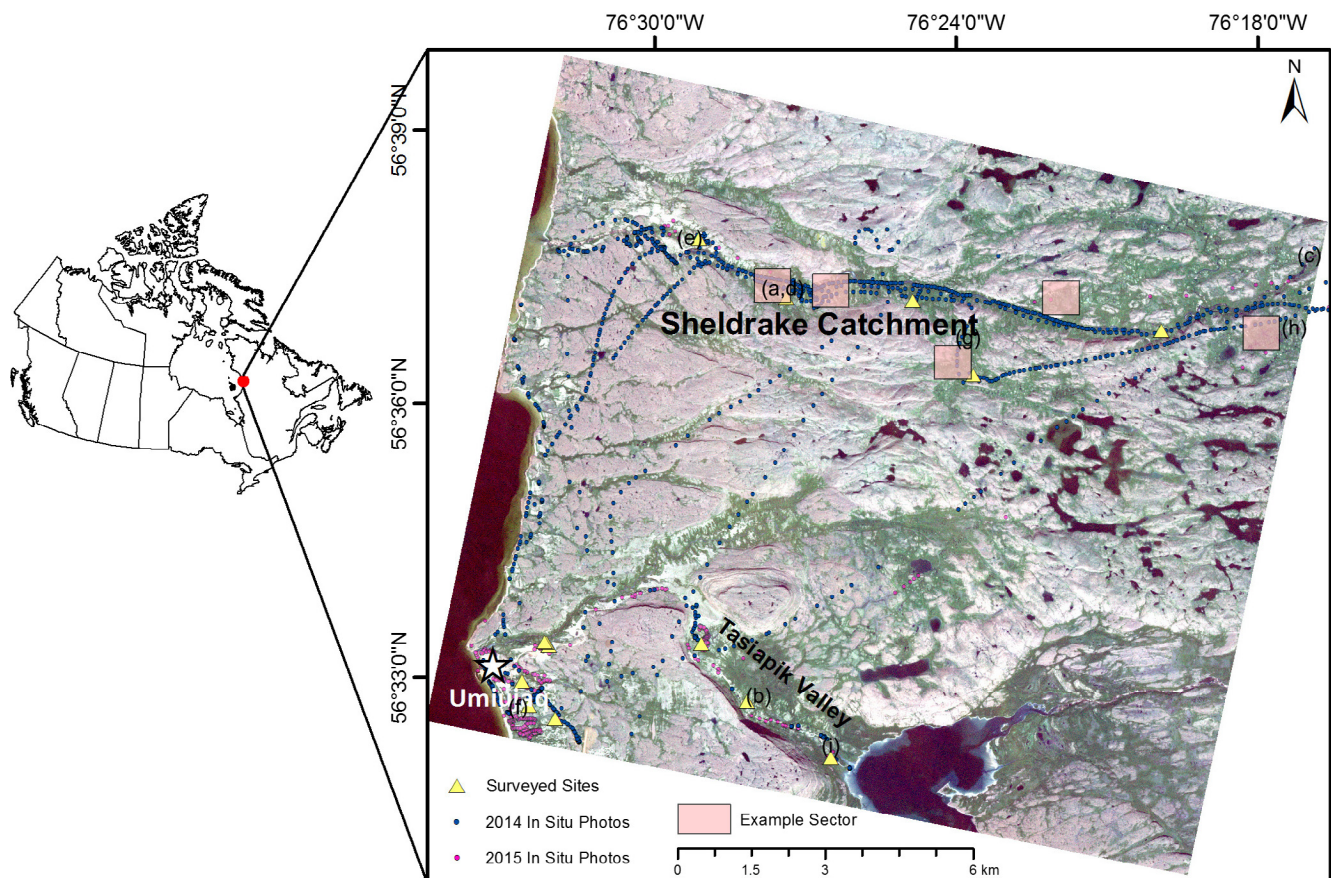 76°30'0"W
76°24'0"W
76°18'0"W
N
56°39'0"N
(e)
(c)
(a,d)
Sheldrake Catchment
(g)
(h)
56°36'0"N
56°33'0"N
Tasiapik Valley
Umiujaq
(f)
(b)
(i)
Surveyed Sites
2014 In Situ Photos
Example Sector
2015 In Situ Photos
0 1.5 3 6 km